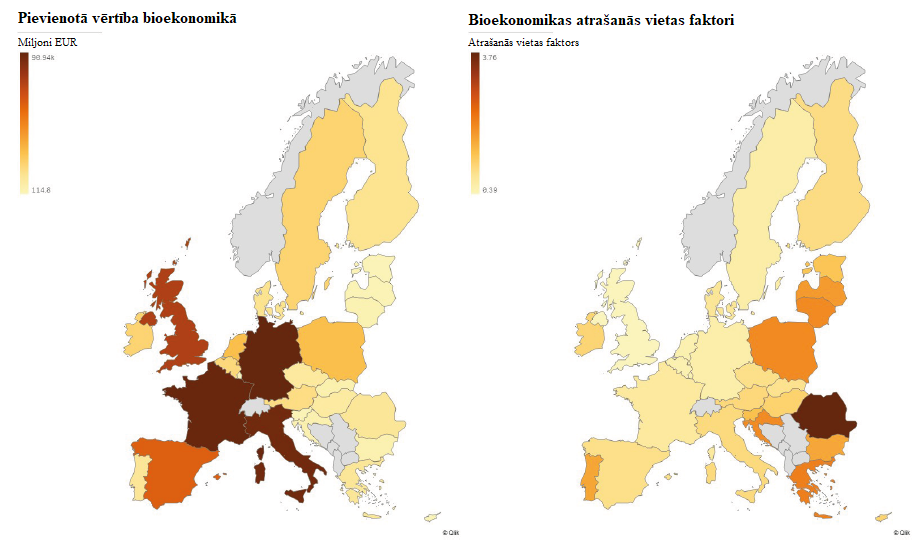 Pievienotā vērtība bioekonomikā
Miljoni EUR
98.94k
114.6
© Qlik
Bioekonomikas atrašanās vietas faktori
Atrašanās vietas faktors
3.76
0.39
© Qlik